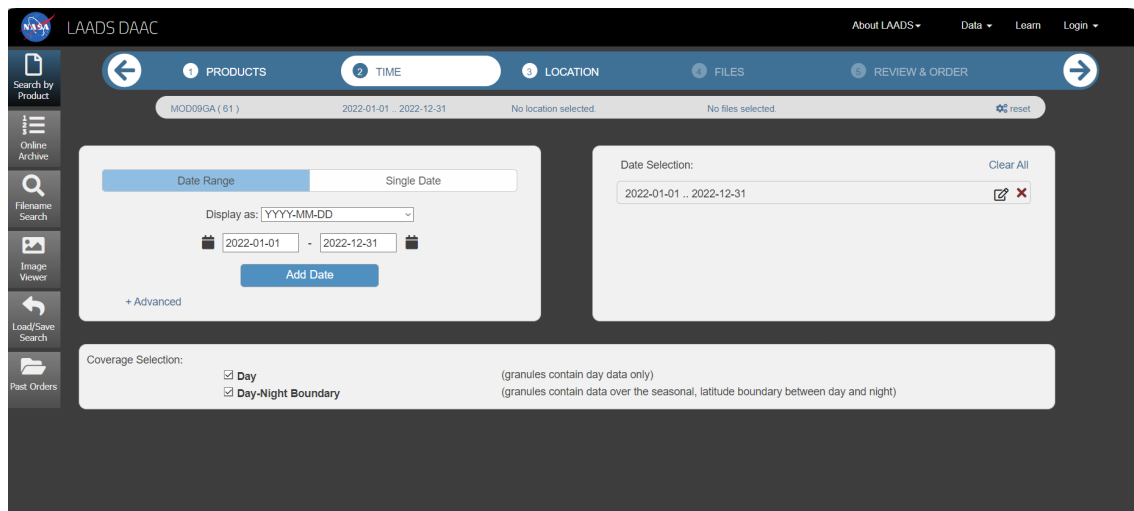 NASA
LAADS DAAC
About LAADS
Data
Learn
Login
Search by
Product
1
2
3
Online
Archive
Filename
Search
Image
Viewer
Load/Save
Search
Past Orders
1 PRODUCTS
2 TIME
3 LOCATION
4 FILES
5 REVIEW & ORDER
MOD09GA ( 61 )
2022-01-01 .. 2022-12-31
No location selected.
No files selected.
reset
Date Range
Single Date
Display as: YYYY-MM-DD
2022-01-01 - 2022-12-31
Add Date
+ Advanced
Date Selection:
Clear All
2022-01-01 .. 2022-12-31
Coverage Selection:
Day (granules contain day data only)
Day-Night Boundary (granules contain data over the seasonal, latitude boundary between day and night)